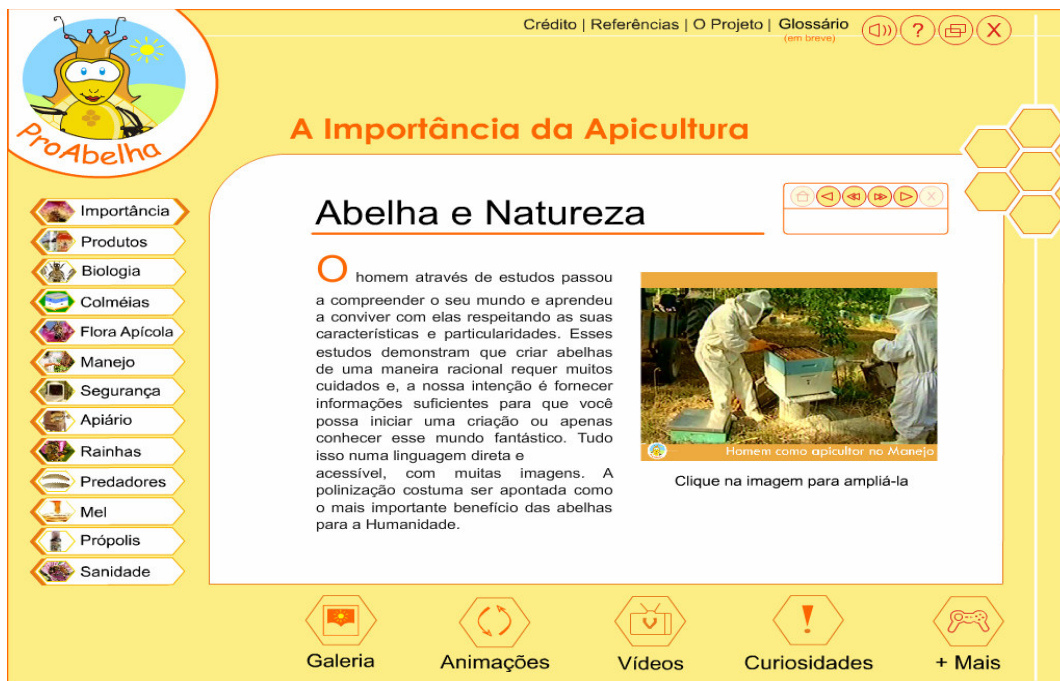 Crédito | Referências | O Projeto | Glossário
(em breve)
?
X
ProAbelha
A Importância da Apicultura
Importância
Produtos
Biologia
Colméias
Flora Apícola
Manejo
Segurança
Apiário
Rainhas
Predadores
Mel
Própolis
Sanidade
Abelha e Natureza
X
O homem através de estudos passou
a compreender o seu mundo e aprendeu
a conviver com elas respeitando as suas
características e particularidades. Esses
estudos demonstram que criar abelhas
de uma maneira racional requer muitos
cuidados e, a nossa intenção é fornecer
informações suficientes para que você
possa iniciar uma criação ou apenas
conhecer esse mundo fantástico. Tudo
isso numa linguagem direta e
acessível, com muitas imagens. A
polinização costuma ser apontada como
o mais importante benefício das abelhas
para a Humanidade.
Homem como apicultor no Manejo
Clique na imagem para ampliá-la
Galeria
Animações
Vídeos
Curiosidades
+ Mais